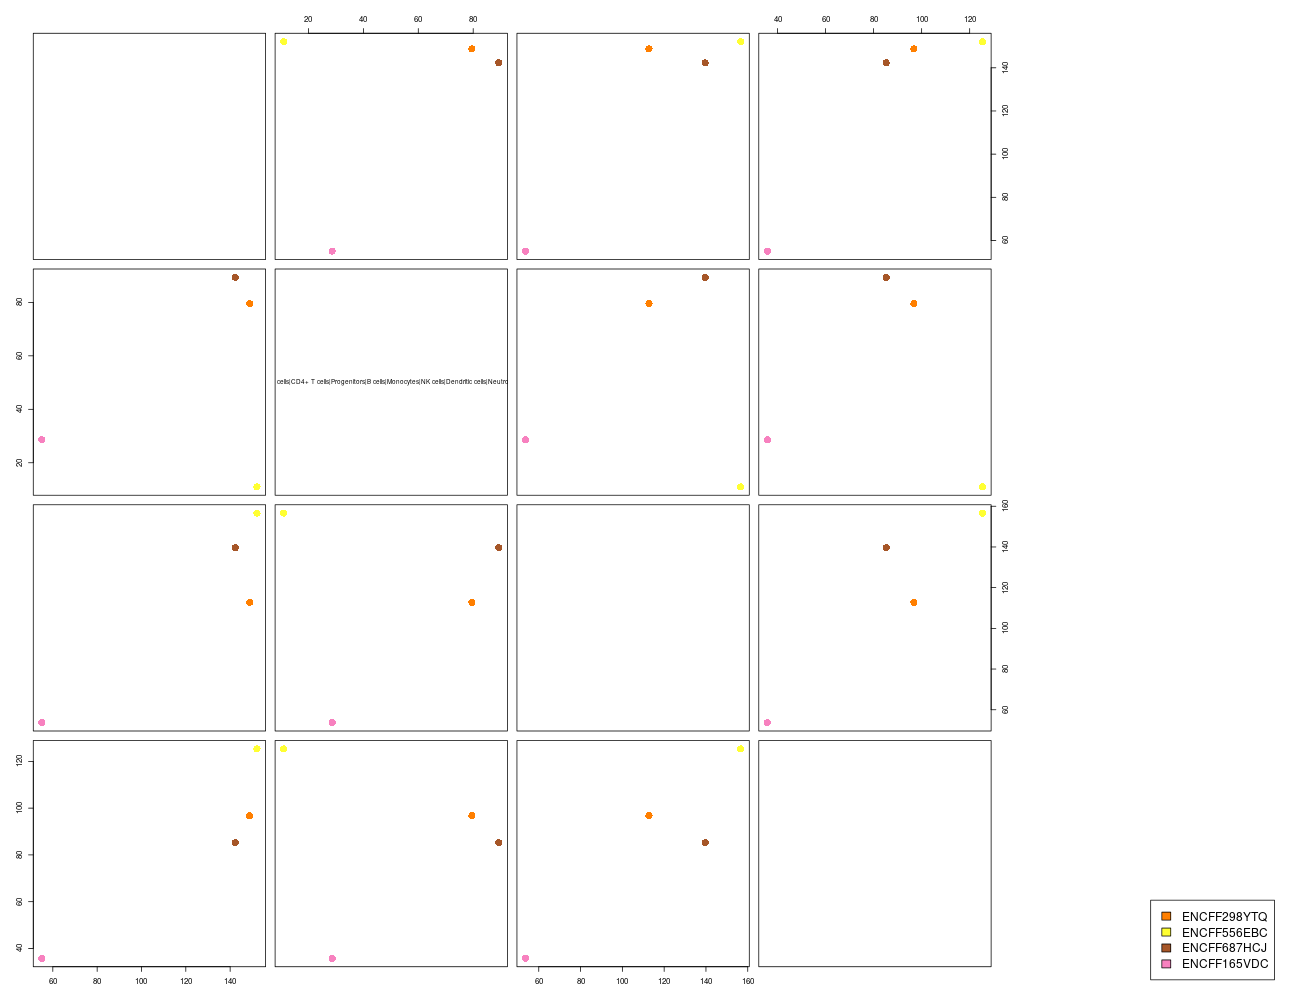 20 40 60 80
40 60 80 100 120
60 80 100 120 140
20 40 60 80
cells|CD4+ T cells|Progenitors|B cells|Monocytes|NK cells|Dendritic cells|Neutro
60 80 100 120 140 160
40 60 80 100 120
60 80 100 120 140
60 80 100 120 140 160
ENCFF298YTQ
ENCFF556EBC
ENCFF687HCJ
ENCFF165VDC